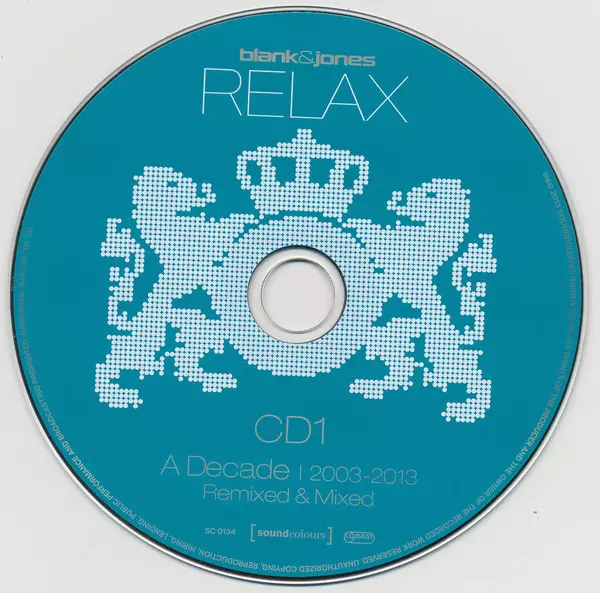 blank&jones
RELAX
CD1
A Decade | 2003-2013
Remixed & Mixed
SC 0134 [soundcolours]
UNAUTHORIZED COPYING, REPRODUCTION, HIRING, LENDING, PUBLIC PERFORMANCE AND BROADCASTING PROHIBITED.
ALL RIGHTS OF THE PRODUCER AND THE OWNER OF THE RECORDED WORK RESERVED.